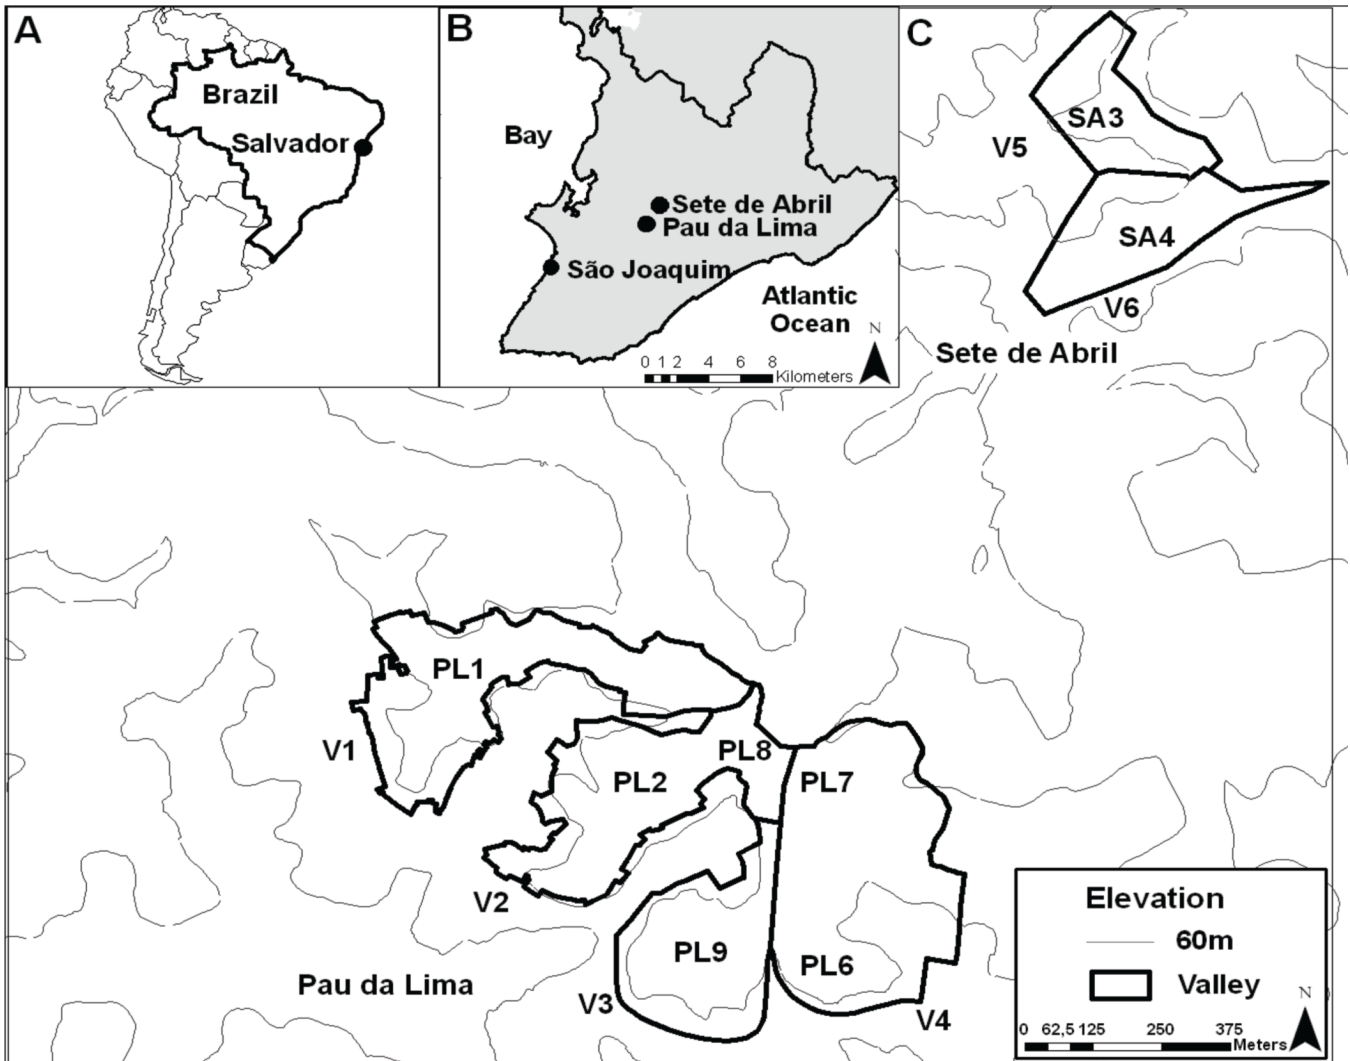 A
Brazil
Salvador
B
Bay
Sete de Abril
Pau da Lima
São Joaquim
Atlantic
Ocean
N
0 1 2 4 6 8
Kilometers
C
SA3
V5
SA4
V6
Sete de Abril
PL1
V1
PL8
PL2
PL7
V2
PL9
PL6
V3
V4
Pau da Lima
Elevation
60m
Valley
N
0 62,5 125 250 375
Meters